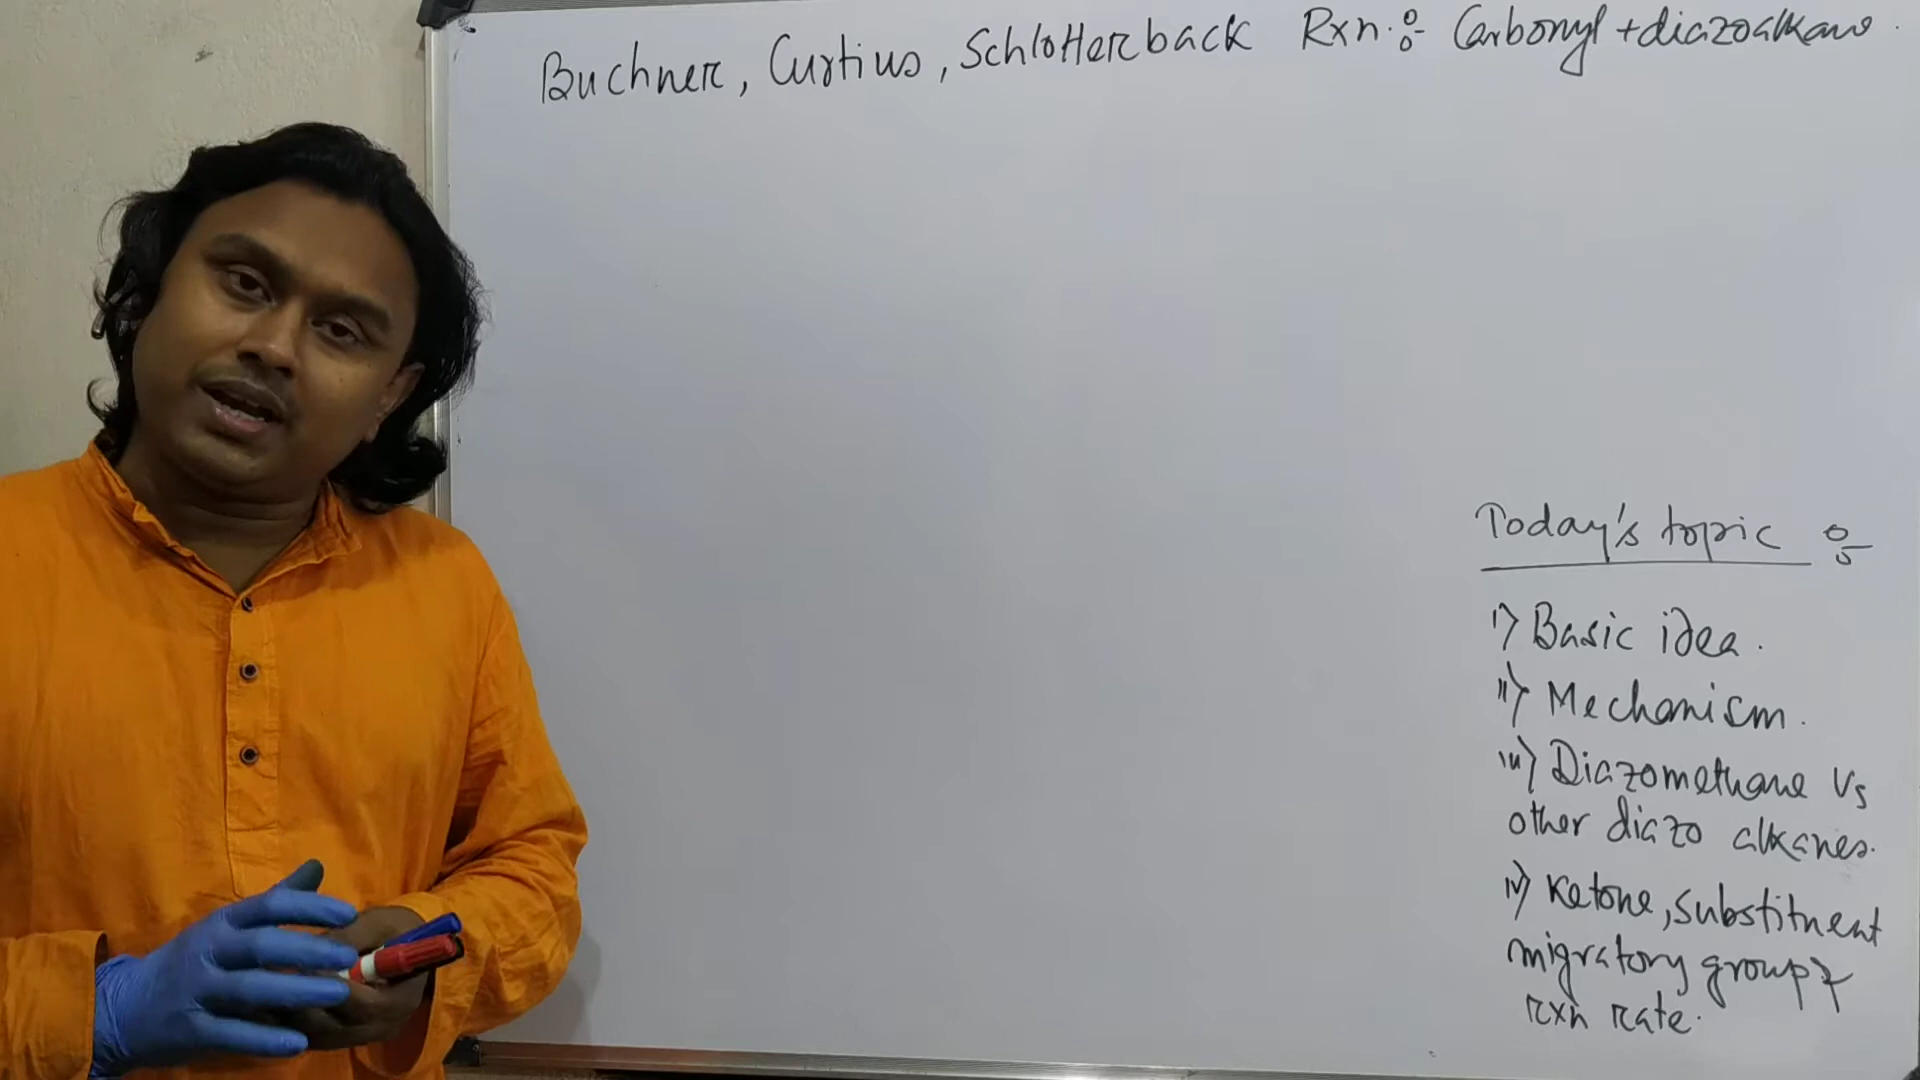 Buchner, Curtius, Schlotterback Rxn :- Carbonyl + diazoalkane.
Today's topic :-
i) Basic idea.
ii) Mechanism.
iii) Diazomethane Vs
other diazo alkanes.
iv) Ketone, substituent
migratory group &
rxn rate.